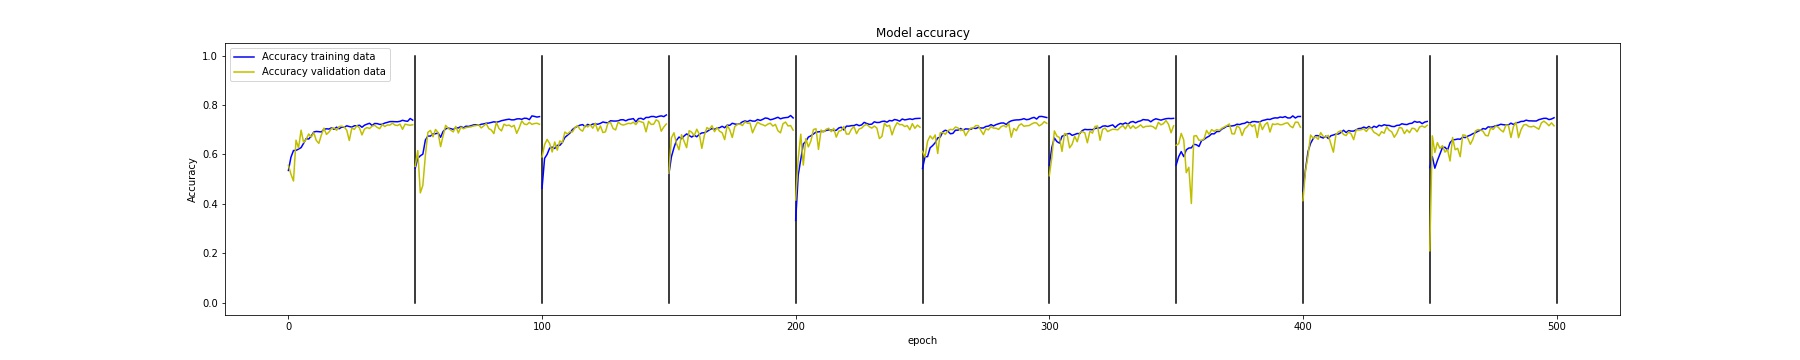 Model accuracy
Accuracy training data
Accuracy validation data
Accuracy
1.0
0.8
0.6
0.4
0.2
0.0
0 100 200 300 400 500
epoch